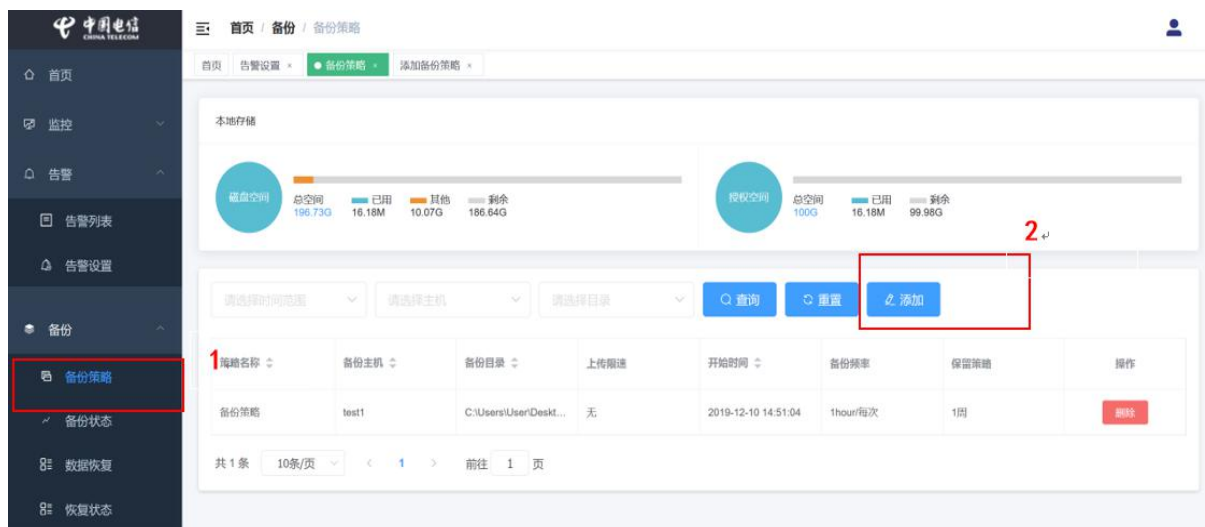 中国电信
CHINA TELECOM
首页 / 备份 / 备份策略
首页 告警设置 × ● 备份策略 × 添加备份策略 ×
首页
监控
告警
告警列表
告警设置
备份
备份策略
备份状态
数据恢复
恢复状态
本地存储
磁盘空间
总空间 已用 其他 剩余
196.73G 16.18M 10.07G 186.64G
授权空间
总空间 已用 剩余
100G 16.18M 99.98G
2
请选择时间范围 请选择主机 请选择目录 查询 重置 添加
1
策略名称 备份主机 备份目录 上传限速 开始时间 备份频率 保留策略 操作
备份策略 test1 C:\Users\User\Deskt... 无 2019-12-10 14:51:04 1hour/每次 1周 删除
共 1 条 10条/页 < 1 > 前往 1 页